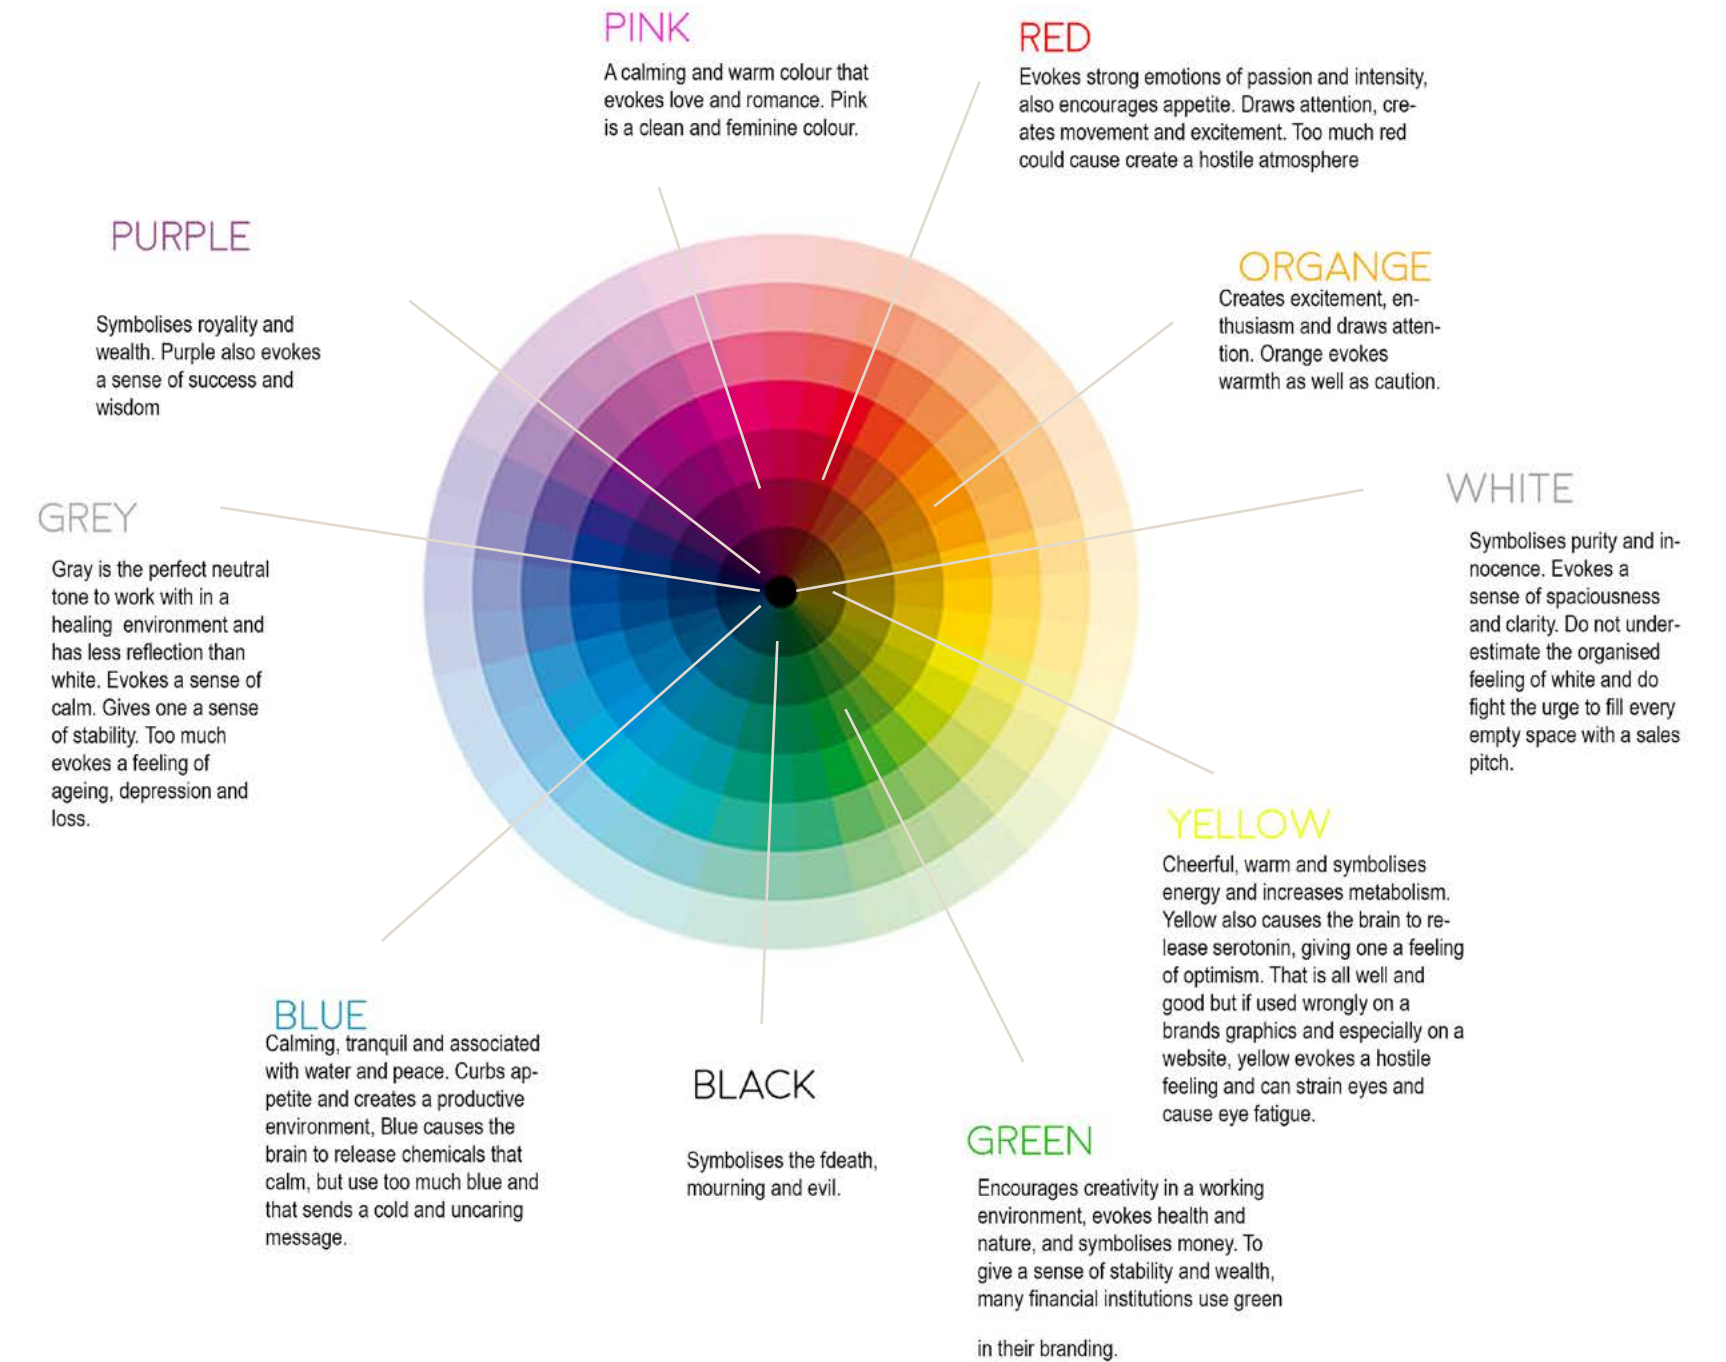 PINK
A calming and warm colour that
evokes love and romance. Pink
is a clean and feminine colour.
RED
Evokes strong emotions of passion and intensity,
also encourages appetite. Draws attention, cre-
ates movement and excitement. Too much red
could cause create a hostile atmosphere
PURPLE
Symbolises royality and
wealth. Purple also evokes
a sense of success and
wisdom
ORGANGE
Creates excitement, en-
thusiasm and draws atten-
tion. Orange evokes
warmth as well as caution.
GREY
Gray is the perfect neutral
tone to work with in a
healing environment and
has less reflection than
white. Evokes a sense of
calm. Gives one a sense
of stability. Too much
evokes a feeling of
ageing, depression and
loss.
WHITE
Symbolises purity and in-
nocence. Evokes a
sense of spaciousness
and clarity. Do not under-
estimate the organised
feeling of white and do
fight the urge to fill every
empty space with a sales
pitch.
YELLOW
Cheerful, warm and symbolises
energy and increases metabolism.
Yellow also causes the brain to re-
lease serotonin, giving one a feeling
of optimism. That is all well and
good but if used wrongly on a
brands graphics and especially on a
website, yellow evokes a hostile
feeling and can strain eyes and
cause eye fatigue.
BLUE
Calming, tranquil and associated
with water and peace. Curbs ap-
petite and creates a productive
environment, Blue causes the
brain to release chemicals that
calm, but use too much blue and
that sends a cold and uncaring
message.
BLACK
Symbolises the fdeath,
mourning and evil.
GREEN
Encourages creativity in a working
environment, evokes health and
nature, and symbolises money. To
give a sense of stability and wealth,
many financial institutions use green
in their branding.